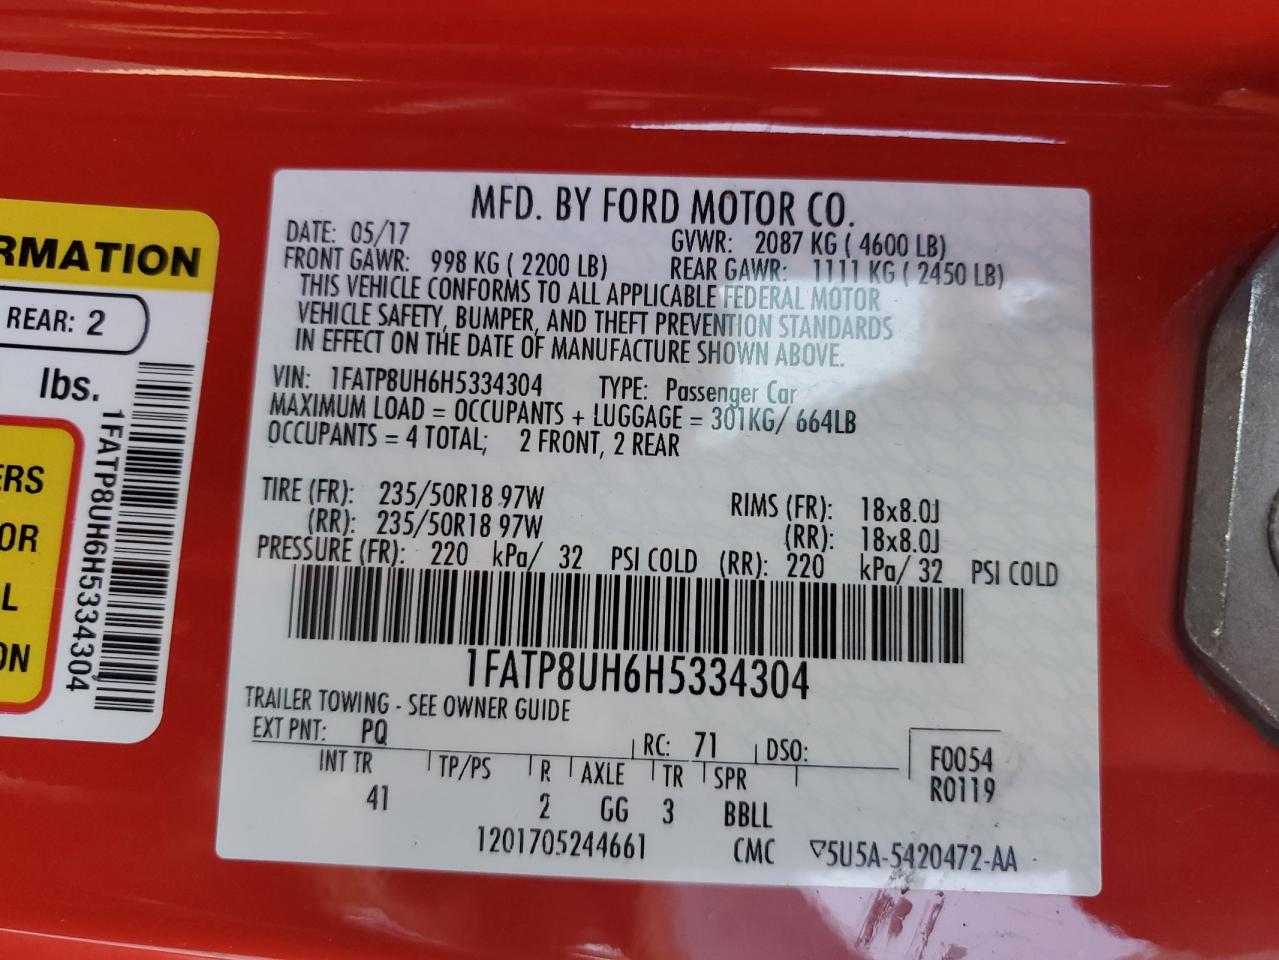 MFD. BY FORD MOTOR CO.
DATE: 05/17 GVWR: 2087 KG ( 4600 LB)
FRONT GAWR: 998 KG ( 2200 LB) REAR GAWR: 1111 KG ( 2450 LB)
THIS VEHICLE CONFORMS TO ALL APPLICABLE FEDERAL MOTOR
VEHICLE SAFETY, BUMPER, AND THEFT PREVENTION STANDARDS
IN EFFECT ON THE DATE OF MANUFACTURE SHOWN ABOVE.
VIN: 1FATP8UH6H5334304 TYPE: Passenger Car
MAXIMUM LOAD = OCCUPANTS + LUGGAGE = 301KG/ 664LB
OCCUPANTS = 4 TOTAL; 2 FRONT, 2 REAR
TIRE (FR): 235/50R18 97W RIMS (FR): 18x8.0J
(RR): 235/50R18 97W (RR): 18x8.0J
PRESSURE (FR): 220 kPa/ 32 PSI COLD (RR): 220 kPa/ 32 PSI COLD
1FATP8UH6H5334304
TRAILER TOWING - SEE OWNER GUIDE
EXT PNT: PQ RC: 71 DSO: F0054
INT TR TP/PS R AXLE TR SPR R0119
41 2 GG 3 BBLL
1201705244661 CMC ▽5U5A-5420472-AA
RMATION
REAR: 2
lbs.
1FATP8UH6H5334304
ERS
OR
L
ON